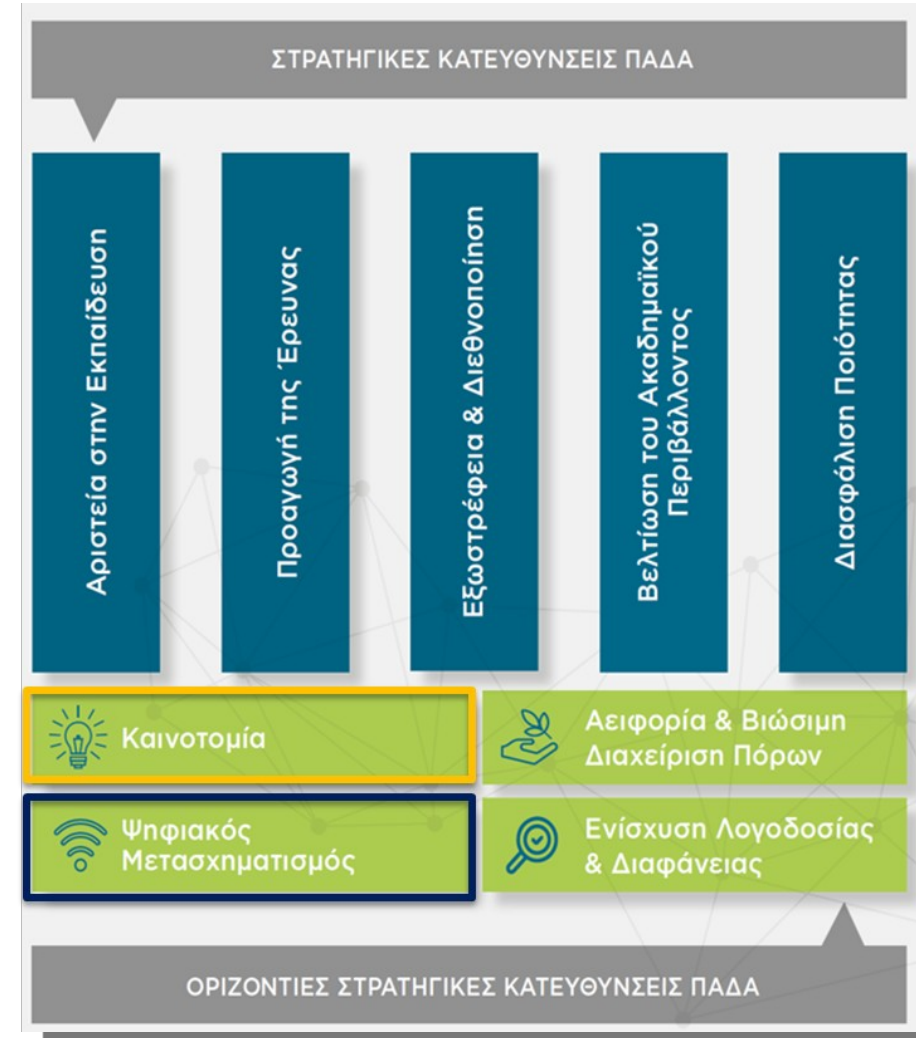 ΣΤΡΑΤΗΓΙΚΕΣ ΚΑΤΕΥΘΥΝΣΕΙΣ ΠΑΔΑ
Αριστεία στην Εκπαίδευση
Προαγωγή της Έρευνας
Εξωστρέφεια & Διεθνοποίηση
Βελτίωση του Ακαδημαϊκού
Περιβάλλοντος
Διασφάλιση Ποιότητας
Καινοτομία
Αειφορία & Βιώσιμη
Διαχείριση Πόρων
Ψηφιακός
Μετασχηματισμός
Ενίσχυση Λογοδοσίας
& Διαφάνειας
ΟΡΙΖΟΝΤΙΕΣ ΣΤΡΑΤΗΓΙΚΕΣ ΚΑΤΕΥΘΥΝΣΕΙΣ ΠΑΔΑ